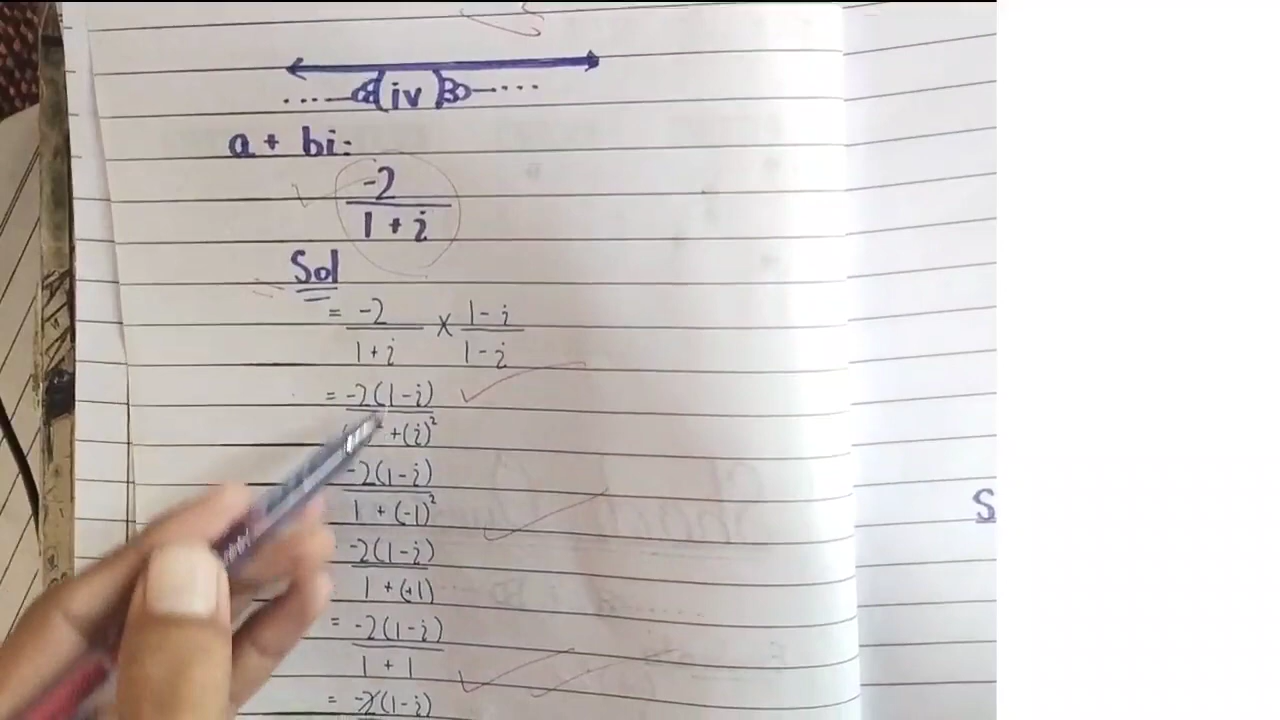 (iv)
a + bi:
-2
1 + i
Sol
= -2 × 1 - i
1 + i 1 - i
= -2(1 - i)
+ (i)²
-2(1 - i)
1 + (-1)²
-2(1 - i)
1 + (+1)
= -2(1 - i)
1 + 1
= -2(1 - i)
S